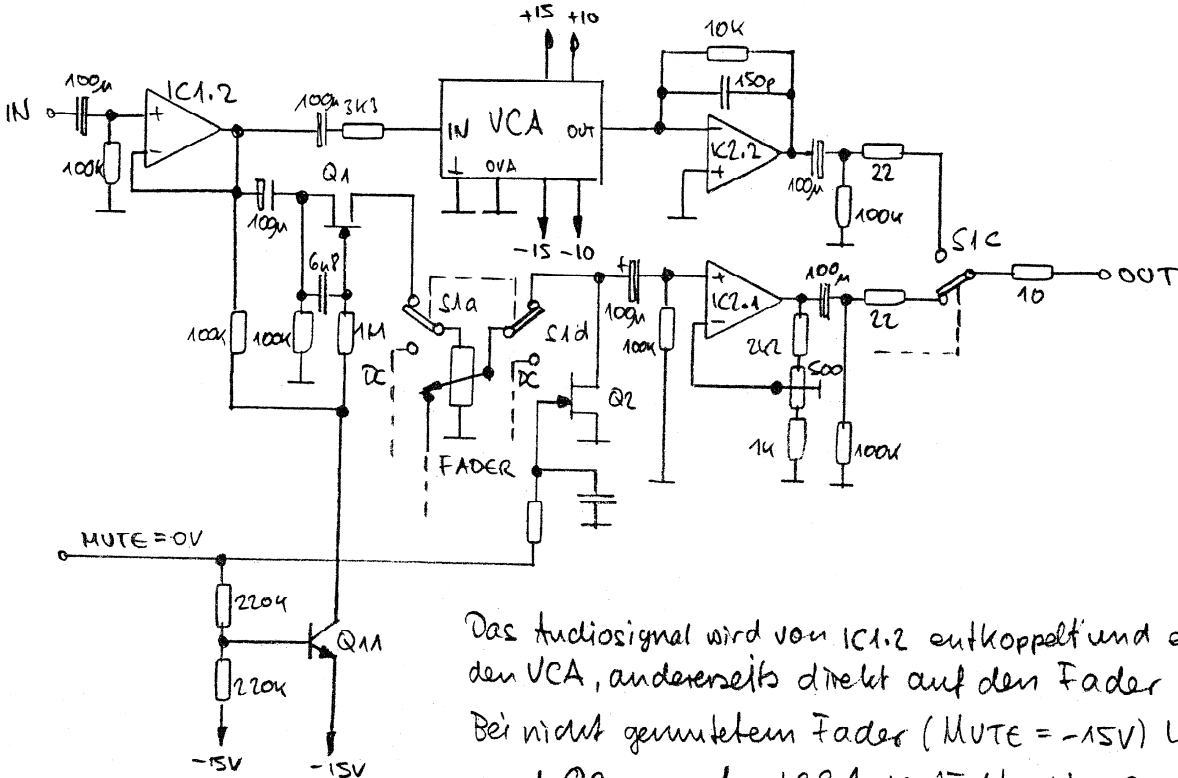 +15 +10
10K
100µ
IC1.2
100µ 3K3
150p
IN
+
VCA
IN
OUT
−
IC2.2
−
+
100K
⊥ 0VA
Q1
100µ
22
100µ
100K
−15 −10
S1C
6n8
+
+
100µ
OUT
S1a
100µ
IC2.1
10
−
22
S1d
100K
100K
1M
100K
2K2
500
DC
DC
Q2
1K
100K
FADER
MUTE = 0V
220K
Q11
220K
-15V
-15V
Das Audiosignal wird von IC1.2 entkoppelt und e
den VCA, andererseits direkt auf den Fader
Bei nicht gemutetem Fader (MUTE = -15V)